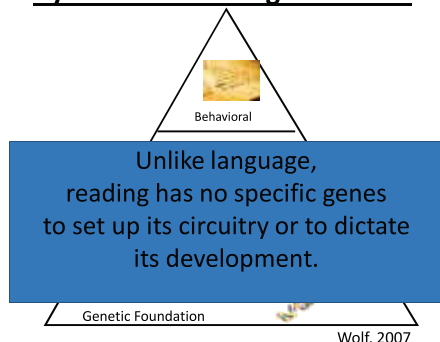 Behavioral
Unlike language,
reading has no specific genes
to set up its circuitry or to dictate
its development.
Genetic Foundation
Wolf, 2007